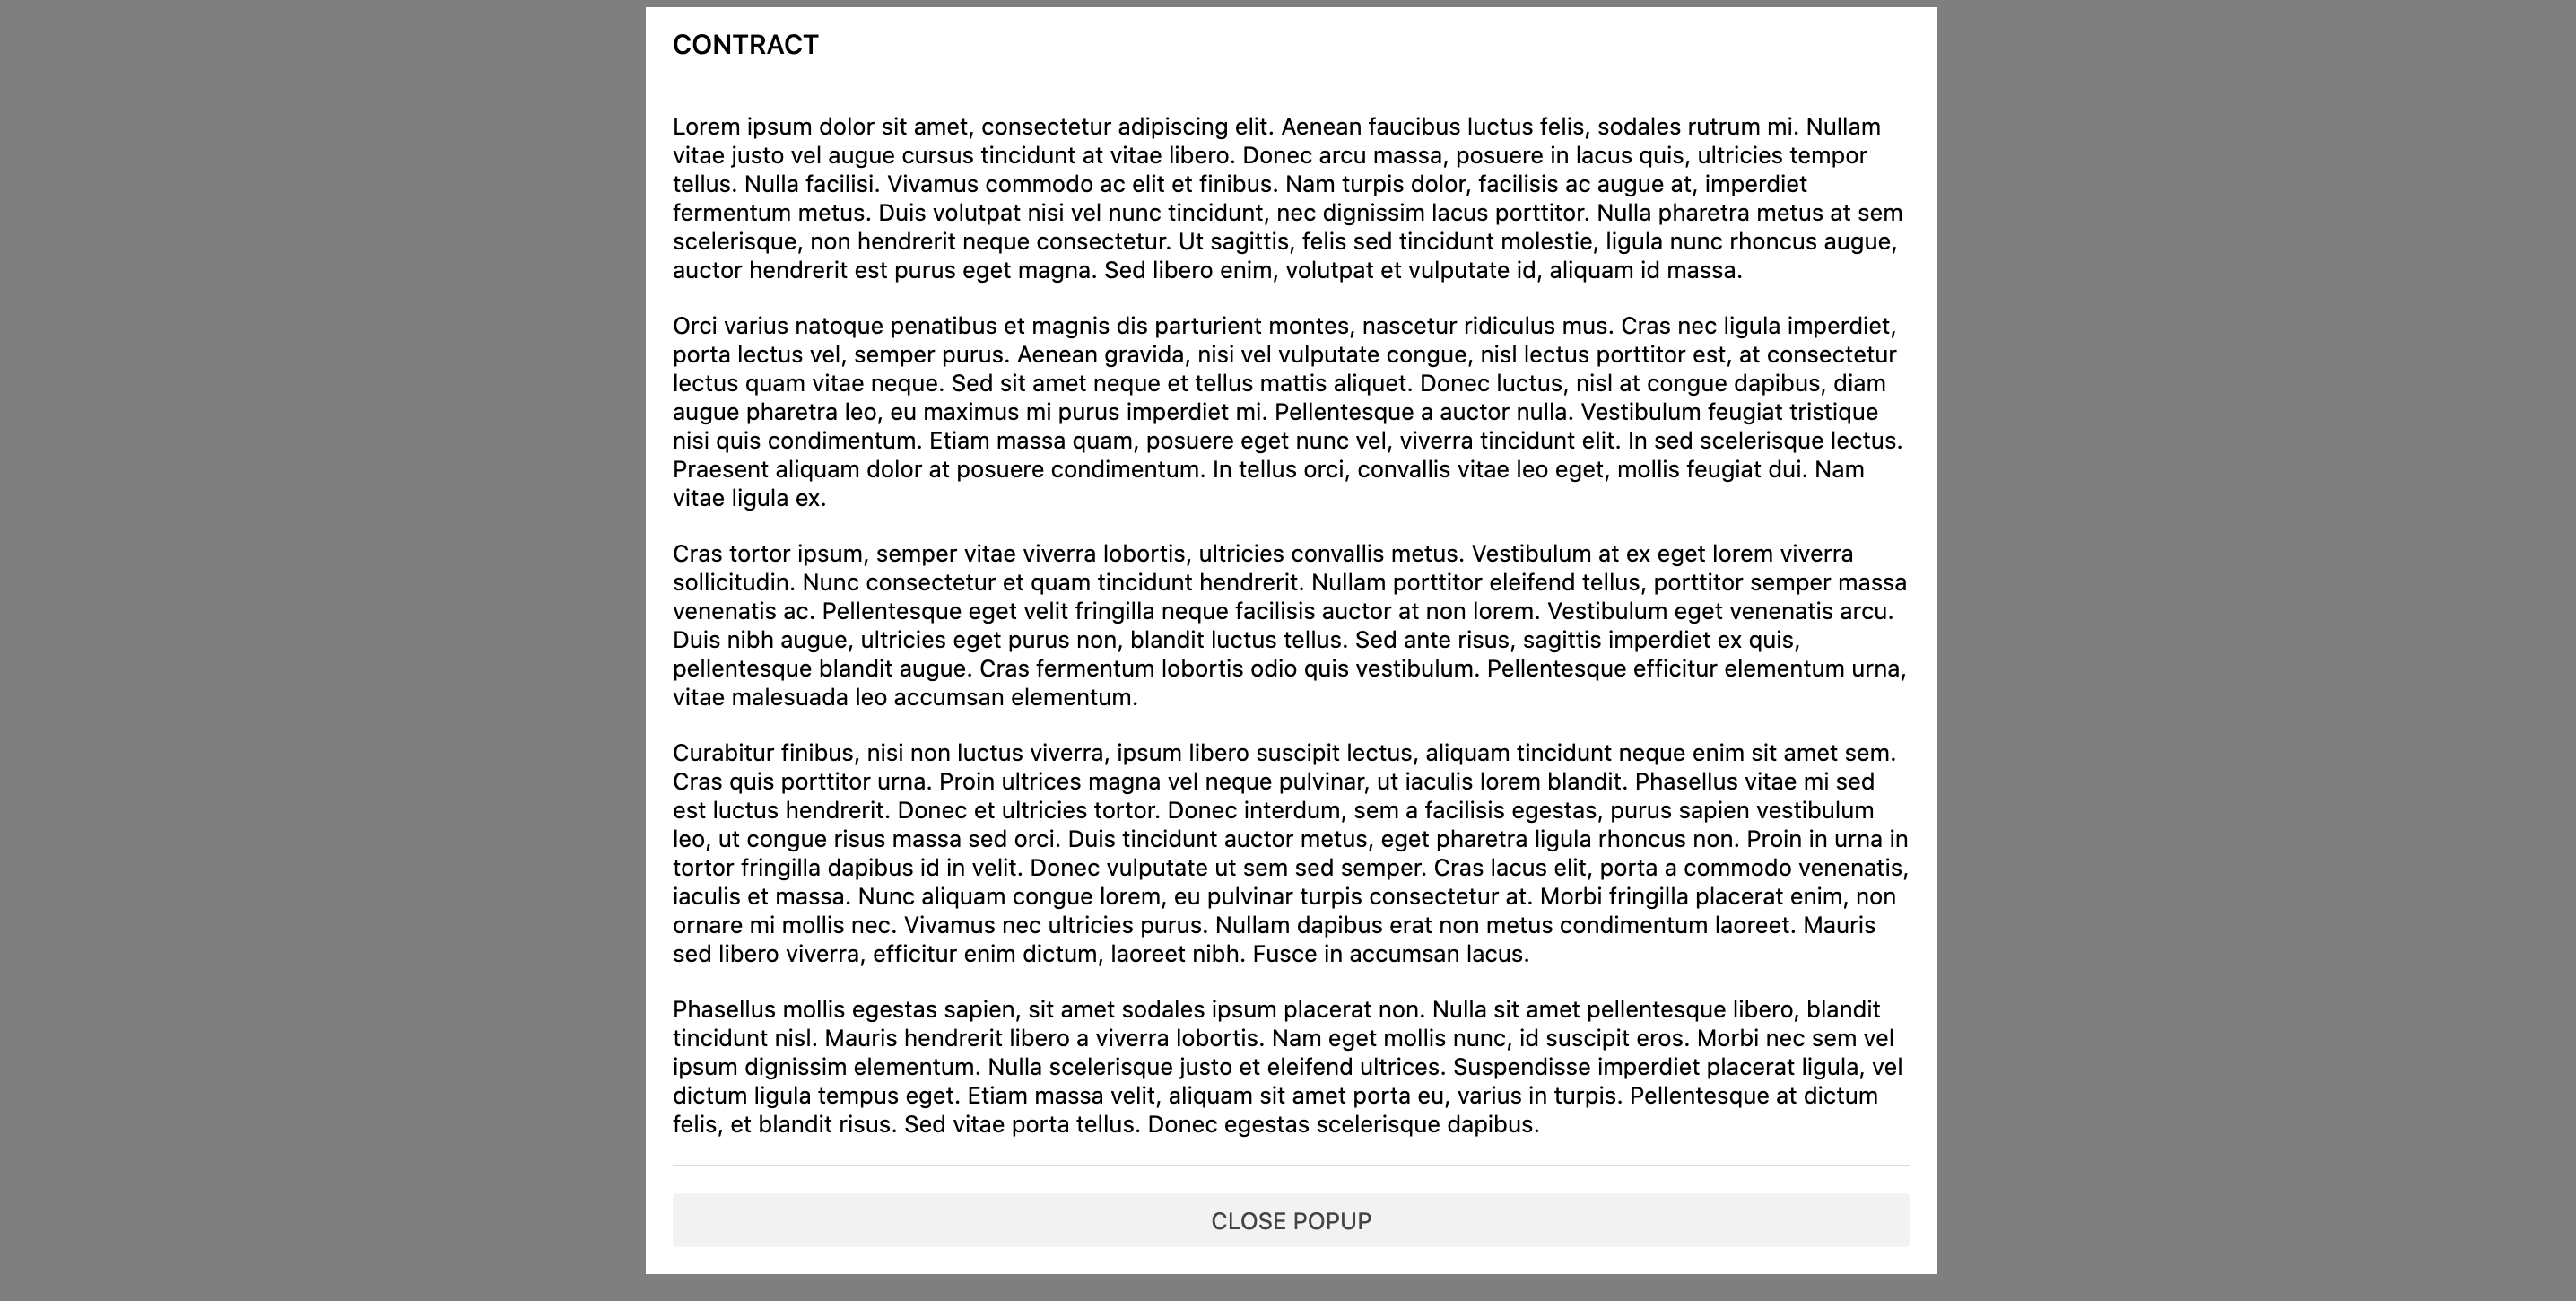 CONTRACT
Lorem ipsum dolor sit amet, consectetur adipiscing elit. Aenean faucibus luctus felis, sodales rutrum mi. Nullam
vitae justo vel augue cursus tincidunt at vitae libero. Donec arcu massa, posuere in lacus quis, ultricies tempor
tellus. Nulla facilisi. Vivamus commodo ac elit et finibus. Nam turpis dolor, facilisis ac augue at, imperdiet
fermentum metus. Duis volutpat nisi vel nunc tincidunt, nec dignissim lacus porttitor. Nulla pharetra metus at sem
scelerisque, non hendrerit neque consectetur. Ut sagittis, felis sed tincidunt molestie, ligula nunc rhoncus augue,
auctor hendrerit est purus eget magna. Sed libero enim, volutpat et vulputate id, aliquam id massa.
Orci varius natoque penatibus et magnis dis parturient montes, nascetur ridiculus mus. Cras nec ligula imperdiet,
porta lectus vel, semper purus. Aenean gravida, nisi vel vulputate congue, nisl lectus porttitor est, at consectetur
lectus quam vitae neque. Sed sit amet neque et tellus mattis aliquet. Donec luctus, nisl at congue dapibus, diam
augue pharetra leo, eu maximus mi purus imperdiet mi. Pellentesque a auctor nulla. Vestibulum feugiat tristique
nisi quis condimentum. Etiam massa quam, posuere eget nunc vel, viverra tincidunt elit. In sed scelerisque lectus.
Praesent aliquam dolor at posuere condimentum. In tellus orci, convallis vitae leo eget, mollis feugiat dui. Nam
vitae ligula ex.
Cras tortor ipsum, semper vitae viverra lobortis, ultricies convallis metus. Vestibulum at ex eget lorem viverra
sollicitudin. Nunc consectetur et quam tincidunt hendrerit. Nullam porttitor eleifend tellus, porttitor semper massa
venenatis ac. Pellentesque eget velit fringilla neque facilisis auctor at non lorem. Vestibulum eget venenatis arcu.
Duis nibh augue, ultricies eget purus non, blandit luctus tellus. Sed ante risus, sagittis imperdiet ex quis,
pellentesque blandit augue. Cras fermentum lobortis odio quis vestibulum. Pellentesque efficitur elementum urna,
vitae malesuada leo accumsan elementum.
Curabitur finibus, nisi non luctus viverra, ipsum libero suscipit lectus, aliquam tincidunt neque enim sit amet sem.
Cras quis porttitor urna. Proin ultrices magna vel neque pulvinar, ut iaculis lorem blandit. Phasellus vitae mi sed
est luctus hendrerit. Donec et ultricies tortor. Donec interdum, sem a facilisis egestas, purus sapien vestibulum
leo, ut congue risus massa sed orci. Duis tincidunt auctor metus, eget pharetra ligula rhoncus non. Proin in urna in
tortor fringilla dapibus id in velit. Donec vulputate ut sem sed semper. Cras lacus elit, porta a commodo venenatis,
iaculis et massa. Nunc aliquam congue lorem, eu pulvinar turpis consectetur at. Morbi fringilla placerat enim, non
ornare mi mollis nec. Vivamus nec ultricies purus. Nullam dapibus erat non metus condimentum laoreet. Mauris
sed libero viverra, efficitur enim dictum, laoreet nibh. Fusce in accumsan lacus.
Phasellus mollis egestas sapien, sit amet sodales ipsum placerat non. Nulla sit amet pellentesque libero, blandit
tincidunt nisl. Mauris hendrerit libero a viverra lobortis. Nam eget mollis nunc, id suscipit eros. Morbi nec sem vel
ipsum dignissim elementum. Nulla scelerisque justo et eleifend ultrices. Suspendisse imperdiet placerat ligula, vel
dictum ligula tempus eget. Etiam massa velit, aliquam sit amet porta eu, varius in turpis. Pellentesque at dictum
felis, et blandit risus. Sed vitae porta tellus. Donec egestas scelerisque dapibus.
CLOSE POPUP